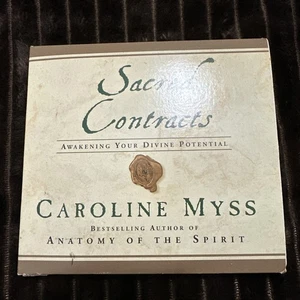 Sacred
Contracts
AWAKENING YOUR DIVINE POTENTIAL
CAROLINE MYSS
BESTSELLING AUTHOR OF
ANATOMY OF THE SPIRIT